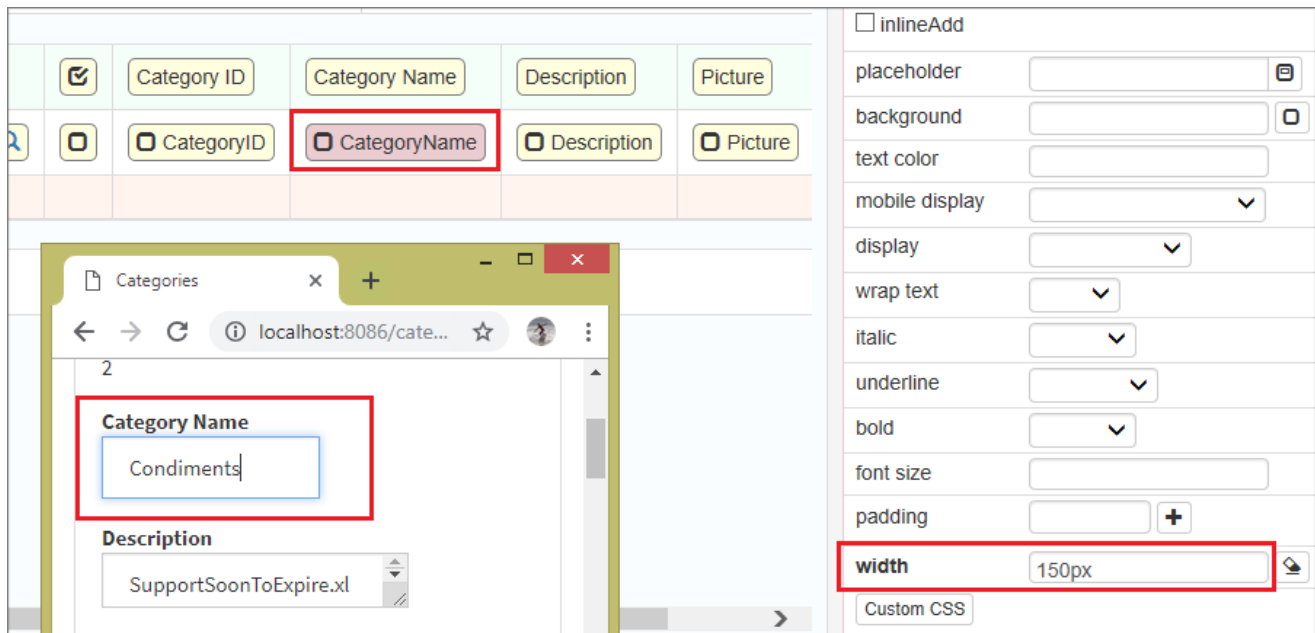 Category ID
Category Name
Description
Picture
CategoryID
CategoryName
Description
Picture
Categories
localhost:8086/cate...
2
Category Name
Condiments
Description
SupportSoonToExpire.xl
inlineAdd
placeholder
background
text color
mobile display
display
wrap text
italic
underline
bold
font size
padding
width
150px
Custom CSS